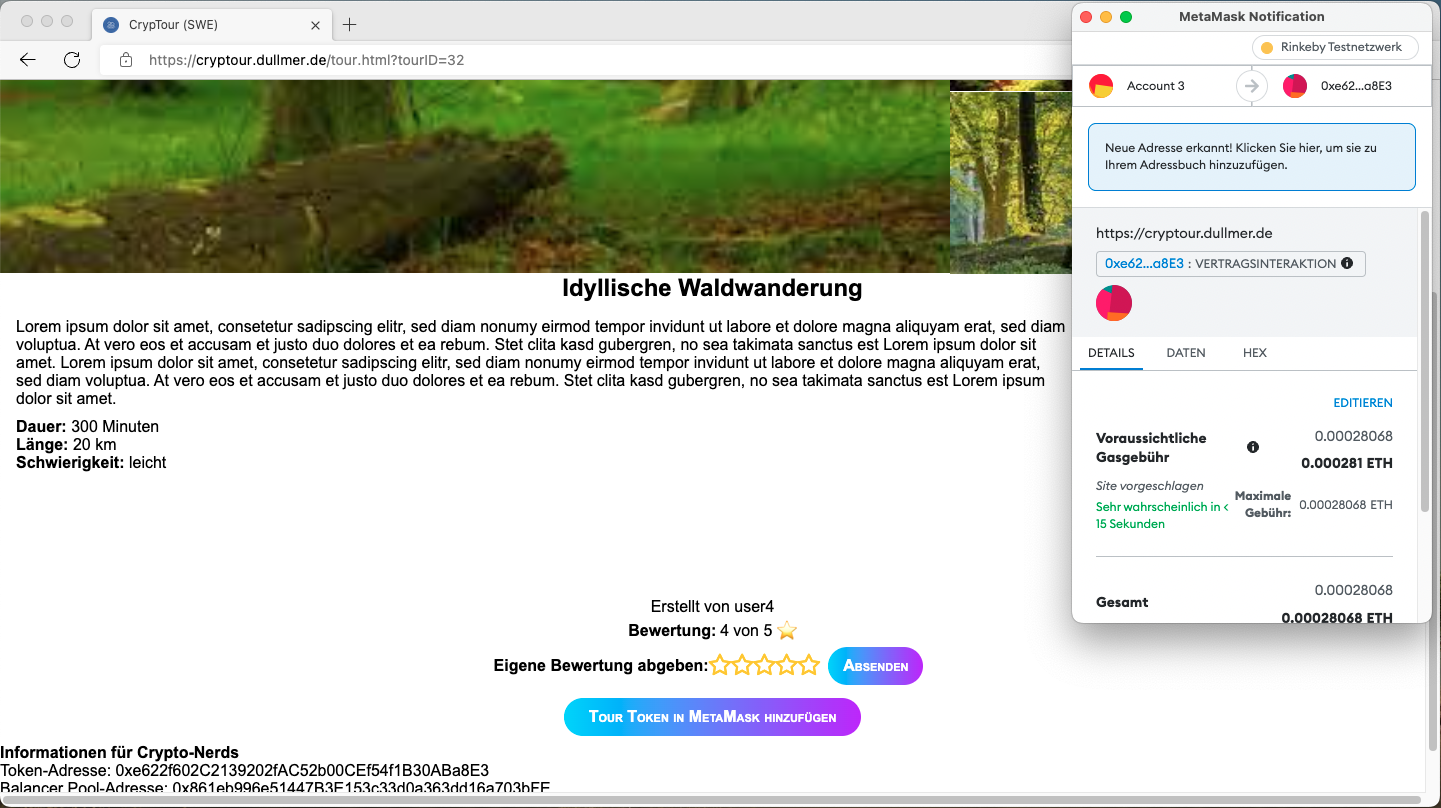 CrypTour (SWE)
https://cryptour.dullmer.de/tour.html?tourID=32
Idyllische Waldwanderung
Lorem ipsum dolor sit amet, consetetur sadipscing elitr, sed diam nonumy eirmod tempor invidunt ut labore et dolore magna aliquyam erat, sed diam
voluptua. At vero eos et accusam et justo duo dolores et ea rebum. Stet clita kasd gubergren, no sea takimata sanctus est Lorem ipsum dolor sit
amet. Lorem ipsum dolor sit amet, consetetur sadipscing elitr, sed diam nonumy eirmod tempor invidunt ut labore et dolore magna aliquyam erat,
sed diam voluptua. At vero eos et accusam et justo duo dolores et ea rebum. Stet clita kasd gubergren, no sea takimata sanctus est Lorem ipsum
dolor sit amet.
Dauer: 300 Minuten
Länge: 20 km
Schwierigkeit: leicht
Erstellt von user4
Bewertung: 4 von 5
Eigene Bewertung abgeben: Absenden
Tour Token in MetaMask hinzufügen
Informationen für Crypto-Nerds
Token-Adresse: 0xe622f602C2139202fAC52b00CEf54f1B30ABa8E3
Balancer Pool-Adresse: 0x861eb996e51447B3E153c33d0a363dd16a703bFE
MetaMask Notification
Rinkeby Testnetzwerk
Account 3 0xe62...a8E3
Neue Adresse erkannt! Klicken Sie hier, um sie zu
Ihrem Adressbuch hinzuzufügen.
https://cryptour.dullmer.de
0xe62...a8E3 : VERTRAGSINTERAKTION
DETAILS DATEN HEX
EDITIEREN
Voraussichtliche
Gasgebühr
0.00028068
0.000281 ETH
Site vorgeschlagen
Sehr wahrscheinlich in <
15 Sekunden
Maximale
Gebühr:
0.00028068 ETH
Gesamt
0.00028068
0.00028068 ETH